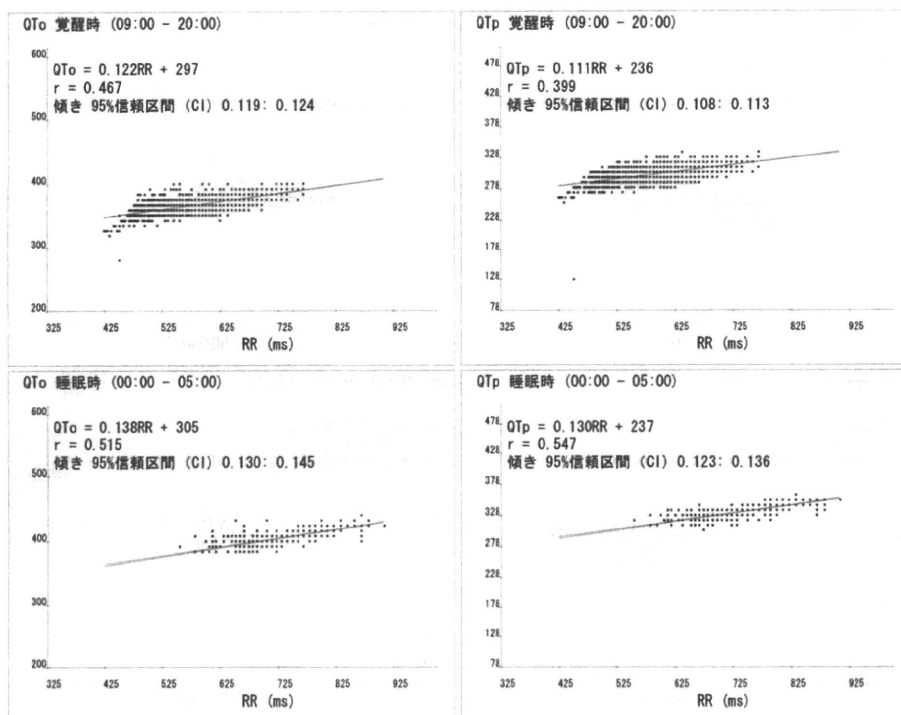 QTo 覚醒時 (09:00 - 20:00)
600
QTo = 0.122RR + 297
r = 0.467
傾き 95%信頼区間 (CI) 0.119: 0.124
500
400
300
200
325 425 525 625 725 825 925
RR (ms)
QTp 覚醒時 (09:00 - 20:00)
478
QTp = 0.111RR + 236
r = 0.399
428
傾き 95%信頼区間 (CI) 0.108: 0.113
378
328
278
228
178
128
78
325 425 525 625 725 825 925
RR (ms)
QTo 睡眠時 (00:00 - 05:00)
600
QTo = 0.138RR + 305
r = 0.515
傾き 95%信頼区間 (CI) 0.130: 0.145
500
400
300
200
325 425 525 625 725 825 925
RR (ms)
QTp 睡眠時 (00:00 - 05:00)
478
QTp = 0.130RR + 237
r = 0.547
428
傾き 95%信頼区間 (CI) 0.123: 0.136
378
328
278
228
178
128
78
325 425 525 625 725 825 925
RR (ms)